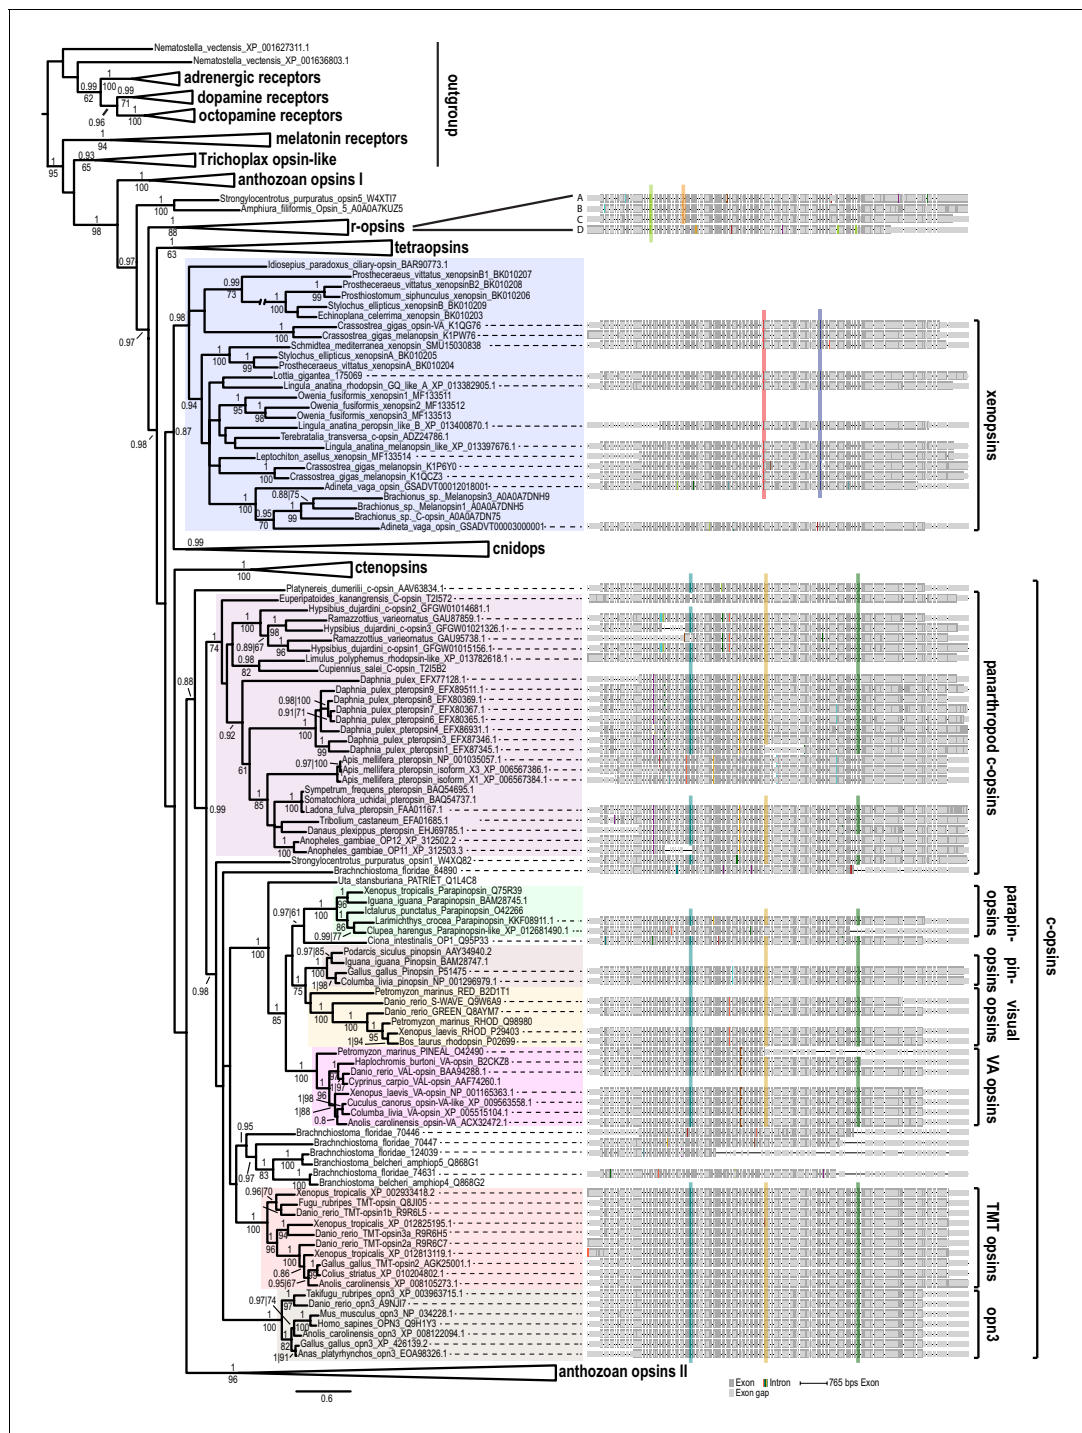 Nematostella_vectensis_XP_001627311.1
Nematostella_vectensis_XP_001636803.1
adrenergic receptors
dopamine receptors
octopamine receptors
melatonin receptors
Trichoplax opsin-like
outgroup
anthozoan opsins I
Strongylocentrotus_purpuratus_opsin5_W4XTI7
Amphiura_filiformis_Opsin_5_A0A0A7KUZ5
r-opsins
A
B
C
D
tetraopsins
Idiosepius_paradoxus_ciliary-opsin_BAR90773.1
Prostheceraeus_vittatus_xenopsinB1_BK010207
Prostheceraeus_vittatus_xenopsinB2_BK010208
Prosthiostomum_siphunculus_xenopsin_BK010206
Stylochus_ellipticus_xenopsinB_BK010209
Echinoplana_celerrima_xenopsin_BK010203
Crassostrea_gigas_opsin-VA_K1QG76
Crassostrea_gigas_melanopsin_K1PW76
Schmidtea_mediterranea_xenopsin_SMU15030838
Stylochus_ellipticus_xenopsinA_BK010205
Prostheceraeus_vittatus_xenopsinA_BK010204
Lottia_gigantea_175069
Lingula_anatina_rhodopsin_GQ_like_A_XP_013382905.1
Owenia_fusiformis_xenopsin1_MF133511
Owenia_fusiformis_xenopsin2_MF133512
Owenia_fusiformis_xenopsin3_MF133513
Lingula_anatina_peropsin_like_B_XP_013400870.1
Terebratalia_transversa_c-opsin_ADZ24786.1
Lingula_anatina_melanopsin_like_XP_013397676.1
Leptochiton_asellus_xenopsin_MF133514
Crassostrea_gigas_melanopsin_K1P6Y0
Crassostrea_gigas_melanopsin_K1QCZ3
Adineta_vaga_opsin_GSADVT00012018001
Brachionus_sp._Melanopsin3_A0A0A7DNH9
Brachionus_sp._Melanopsin1_A0A0A7DNH5
Brachionus_sp._C-opsin_A0A0A7DN75
Adineta_vaga_opsin_GSADVT00003000001
xenopsins
cnidops
ctenopsins
Platynereis_dumerilii_c-opsin_AAV63834.1
Euperipatoides_kanangrensis_C-opsin_T2I572
Hypsibius_dujardini_c-opsin2_GFGW01014681.1
Ramazzottius_varieornatus_GAU87859.1
Hypsibius_dujardini_c-opsin3_GFGW01021326.1
Ramazzottius_varieornatus_GAU95738.1
Hypsibius_dujardini_c-opsin1_GFGW01015156.1
Limulus_polyphemus_rhodopsin-like_XP_013782618.1
Cupiennius_salei_C-opsin_T2I5B2
Daphnia_pulex_EFX77128.1
Daphnia_pulex_pteropsin9_EFX89511.1
Daphnia_pulex_pteropsin8_EFX80369.1
Daphnia_pulex_pteropsin7_EFX80367.1
Daphnia_pulex_pteropsin6_EFX80365.1
Daphnia_pulex_pteropsin4_EFX86931.1
Daphnia_pulex_pteropsin3_EFX87346.1
Daphnia_pulex_pteropsin1_EFX87345.1
Apis_mellifera_pteropsin_NP_001035057.1
Apis_mellifera_pteropsin_isoform_X3_XP_006567386.1
Apis_mellifera_pteropsin_isoform_X1_XP_006567384.1
Sympetrum_frequens_pteropsin_BAQ54695.1
Somatochlora_uchidai_pteropsin_BAQ54737.1
Ladona_fulva_pteropsin_FAA01167.1
Tribolium_castaneum_EFA01685.1
Danaus_plexippus_pteropsin_EHJ69785.1
Anopheles_gambiae_OP12_XP_312502.2
Anopheles_gambiae_OP11_XP_312503.3
panarthropod c-opsins
Strongylocentrotus_purpuratus_opsin1_W4XQ82
Brachnchiostoma_floridae_84890
Uta_stansburiana_PATRIET_Q1L4C8
Xenopus_tropicalis_Parapinopsin_Q75R39
Iguana_iguana_Parapinopsin_BAM28745.1
Ictalurus_punctatus_Parapinopsin_O42266
Larimichthys_crocea_Parapinopsin_KKF08911.1
Clupea_harengus_Parapinopsin-like_XP_012681490.1
Ciona_intestinalis_OP1_Q95P33
parapin-opsins
Podarcis_siculus_pinopsin_AAY34940.2
Iguana_iguana_Pinopsin_BAM28747.1
Gallus_gallus_Pinopsin_P51475
Columba_livia_pinopsin_NP_001296979.1
pin-opsins
Petromyzon_marinus_RED_B2D1T1
Danio_rerio_S-WAVE_Q9W6A9
Danio_rerio_GREEN_Q8AYM7
Petromyzon_marinus_RHOD_Q98980
Xenopus_laevis_RHOD_P29403
Bos_taurus_rhodopsin_P02699
visual opsins
Petromyzon_marinus_PINEAL_O42490
Haplochromis_burtoni_VA-opsin_B2CKZ8
Danio_rerio_VAL-opsin_BAA94288.1
Cyprinus_carpio_VAL-opsin_AAF74260.1
Xenopus_laevis_VA-opsin_NP_001165363.1
Cuculus_canorus_opsin-VA-like_XP_009563558.1
Columba_livia_VA-opsin_XP_005515104.1
Anolis_carolinensis_opsin-VA_ACX32472.1
VA opsins
Brachnchiostoma_floridae_70446
Brachnchiostoma_floridae_70447
Brachnchiostoma_floridae_124039
Branchiostoma_belcheri_amphiop5_Q868G1
Brachnchiostoma_floridae_74631
Branchiostoma_belcheri_amphiop4_Q868G2
Xenopus_tropicalis_XP_002933418.2
Fugu_rubripes_TMT-opsin_Q8JI05
Danio_rerio_TMT-opsin1b_R9R6L5
Xenopus_tropicalis_XP_012825195.1
Danio_rerio_TMT-opsin3a_R9R6H5
Danio_rerio_TMT-opsin2a_R9R6C7
Xenopus_tropicalis_XP_012813119.1
Gallus_gallus_TMT-opsin2_AGK25001.1
Colius_striatus_XP_010204802.1
Anolis_carolinensis_XP_008105273.1
TMT opsins
Takifugu_rubripes_opn3_XP_003963715.1
Danio_rerio_opn3_A9NJI7
Mus_musculus_opn3_NP_034228.1
Homo_sapines_OPN3_Q9H1Y3
Anolis_carolinensis_opn3_XP_008122094.1
Gallus_gallus_opn3_XP_426139.2
Anas_platyrhynchos_opn3_EOA98326.1
opn3
c-opsins
anthozoan opsins II
0.6
Exon
Intron
765 bps Exon
Exon gap